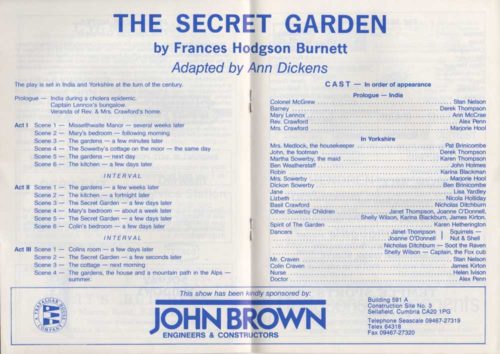 THE SECRET GARDEN
by Frances Hodgson Burnett
Adapted by Ann Dickens
The play is set in India and Yorkshire at the turn of the century.
Prologue — India during a cholera epidemic.
Captain Lennox's bungalow.
Veranda of Rev. & Mrs. Crawford's home.
Act I Scene 1 — Misselthwaite Manor — several weeks later
Scene 2 — Mary's bedroom — following morning
Scene 3 — The gardens — a few minutes later
Scene 4 — The Sowerby's cottage on the moor — the same day
Scene 5 — The gardens — next day
Scene 6 — The kitchen — a few days later
INTERVAL
Act II Scene 1 — The gardens — a few weeks later
Scene 2 — The kitchen — a fortnight later
Scene 3 — The Secret Garden — a few days later
Scene 4 — Mary's bedroom — about a week later
Scene 5 — The Secret Garden — a few days later
Scene 6 — Colin's bedroom — a few days later
INTERVAL
Act III Scene 1 — Colins room — a few days later
Scene 2 — The Secret Garden — a few seconds later
Scene 3 — The cottage — next morning
Scene 4 — The gardens, the house and a mountain path in the Alps —
summer.
CAST — In order of appearance
Prologue — India
Colonel McGrew Stan Nelson
Barney Derek Thompson
Mary Lennox Ann McCrae
Rev. Crawford Alex Penn
Mrs. Crawford Marjorie Hool
In Yorkshire
Mrs. Medlock, the housekeeper Pat Brinicombe
John, the footman Derek Thompson
Martha Sowerby, the maid Karen Thompson
Ben Weatherstaff John Holmes
Robin Karina Blackman
Mrs. Sowerby Marjorie Hool
Dickon Sowerby Ben Brinicombe
Jane Lisa Yardley
Lizbeth Nicola Holliday
Basil Crawford Nicholas Ditchburn
Other Sowerby Children Janet Thompson, Joanne O'Donnell,
Shelly Wilson, Karina Blackburn, James Kirton.
Spirit of The Garden Karen Hetherington
Dancers Janet Thompson Squirrels —
Joanne O'Donnell Nut & Shell
Nicholas Ditchburn — Soot the Raven
Shelly Wilson — Captain, the Fox cub
Mr. Craven Stan Nelson
Colin Craven James Kirton
Nurse Helen Ivison
Doctor Alex Penn
This show has been kindly sponsored by:
A TRAFALGAR HOUSE COMPANY
JOHN BROWN
ENGINEERS & CONSTRUCTORS
Building 591 A
Construction Site No. 3
Sellafield, Cumbria CA20 1PG
Telephone Seascale 09467-27319
Telex 64318
Fax 09467-27129